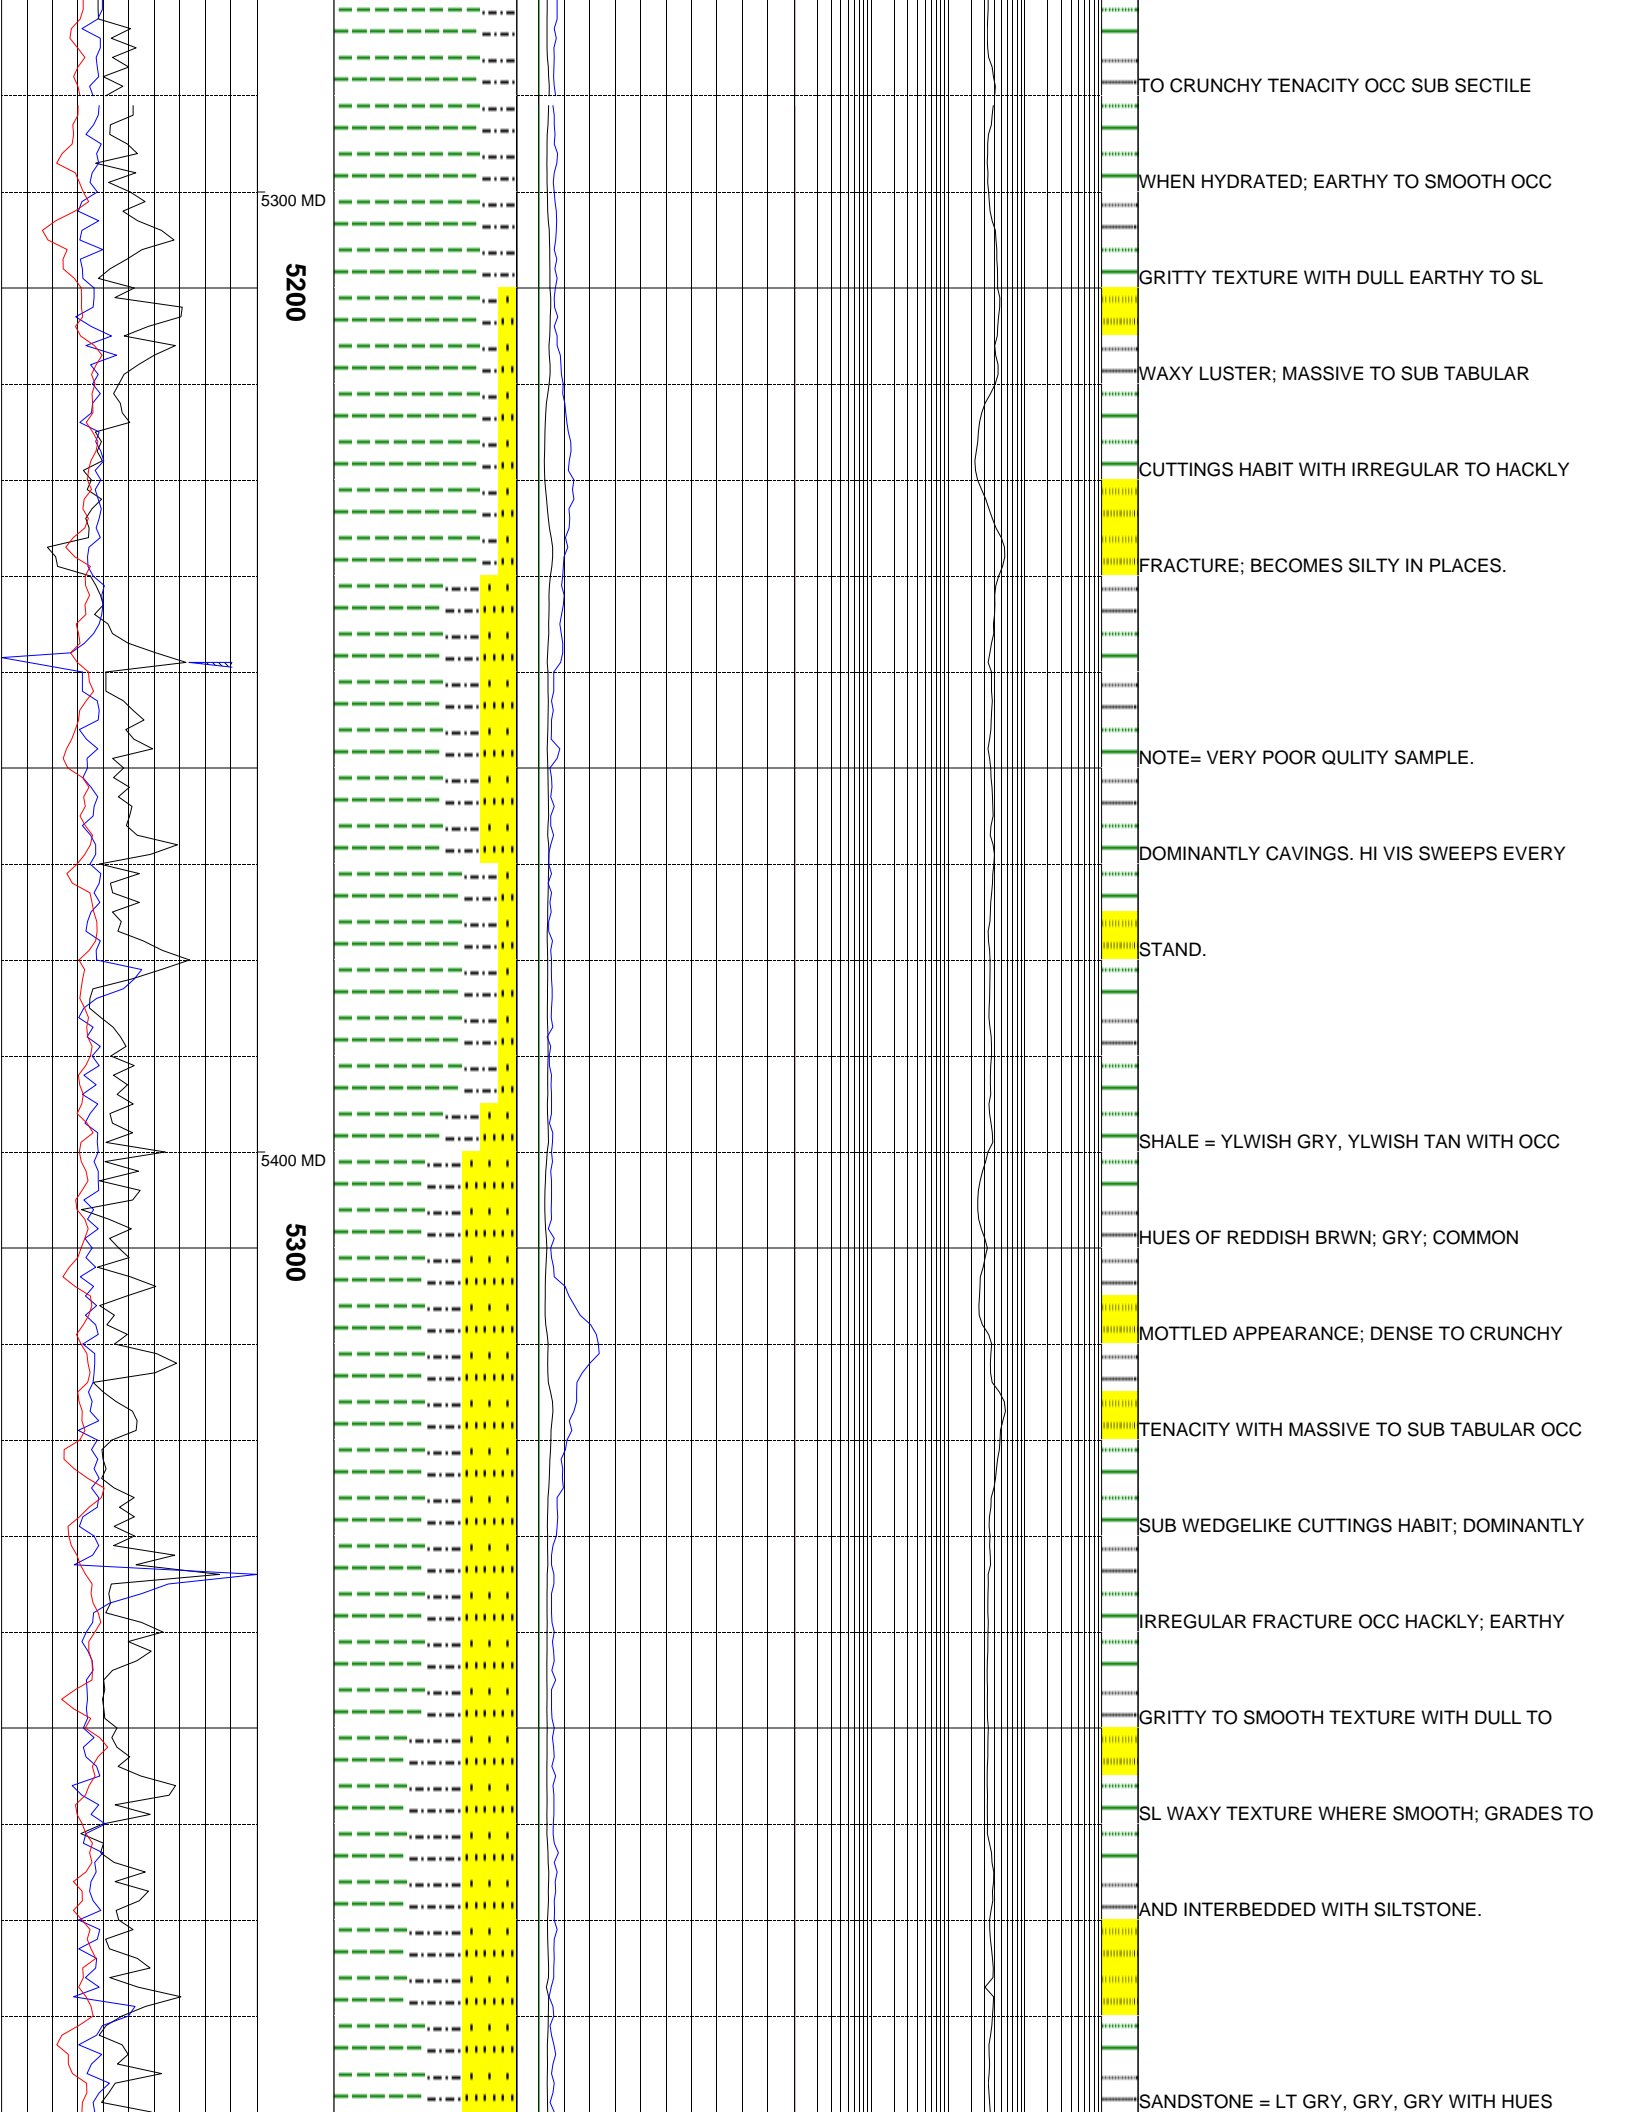 TO CRUNCHY TENACITY OCC SUB SECTILE
WHEN HYDRATED; EARTHY TO SMOOTH OCC
5300 MD
5200
GRITTY TEXTURE WITH DULL EARTHY TO SL
WAXY LUSTER; MASSIVE TO SUB TABULAR
CUTTINGS HABIT WITH IRREGULAR TO HACKLY
FRACTURE; BECOMES SILTY IN PLACES.
NOTE= VERY POOR QULITY SAMPLE.
DOMINANTLY CAVINGS. HI VIS SWEEPS EVERY
STAND.
SHALE = YLWISH GRY, YLWISH TAN WITH OCC
5400 MD
5300
HUES OF REDDISH BRWN; GRY; COMMON
MOTTLED APPEARANCE; DENSE TO CRUNCHY
TENACITY WITH MASSIVE TO SUB TABULAR OCC
SUB WEDGELIKE CUTTINGS HABIT; DOMINANTLY
IRREGULAR FRACTURE OCC HACKLY; EARTHY
GRITTY TO SMOOTH TEXTURE WITH DULL TO
SL WAXY TEXTURE WHERE SMOOTH; GRADES TO
AND INTERBEDDED WITH SILTSTONE.
SANDSTONE = LT GRY, GRY, GRY WITH HUES